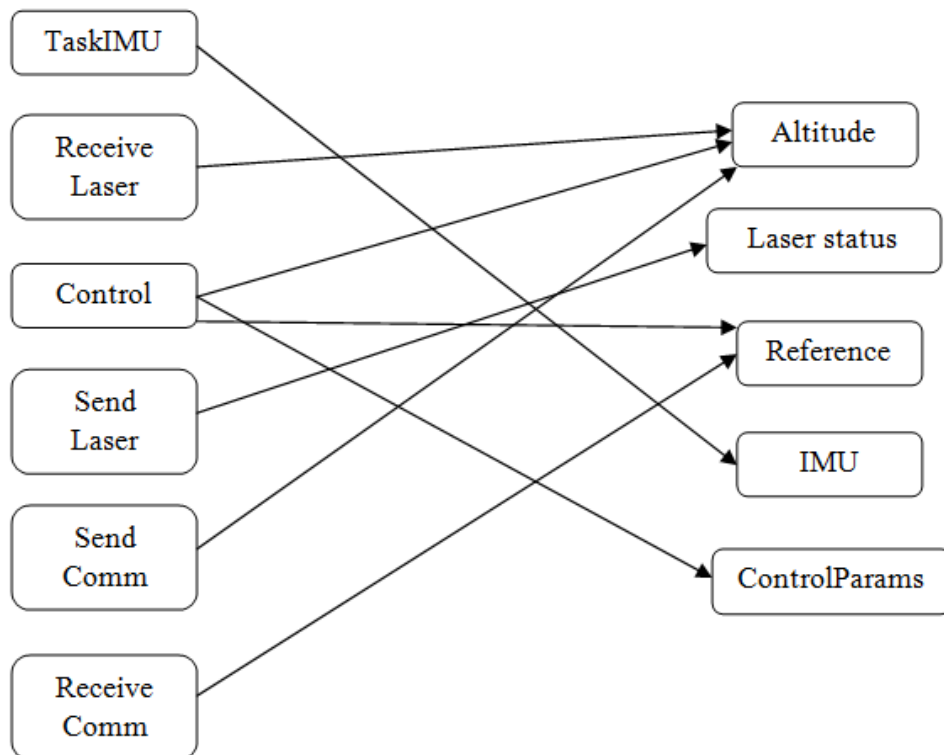 TaskIMU
Receive
Laser
Control
Send
Laser
Send
Comm
Receive
Comm
Altitude
Laser status
Reference
IMU
ControlParams